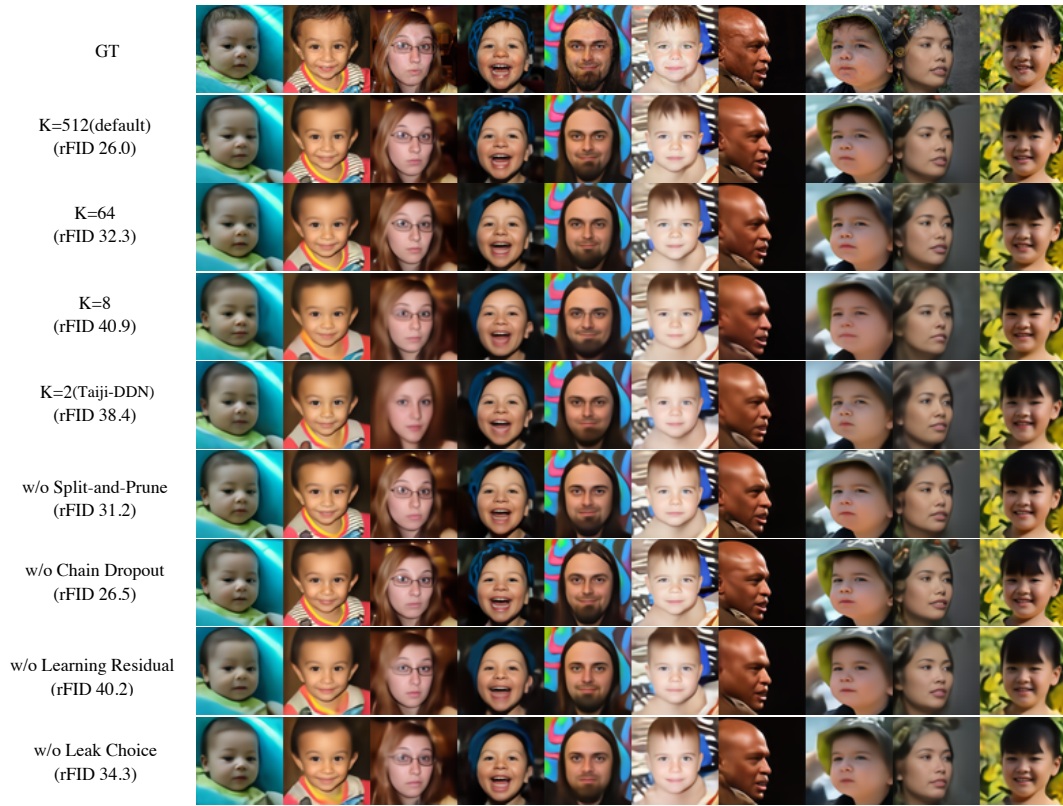 GT
K=512(default)
(rFID 26.0)
K=64
(rFID 32.3)
K=8
(rFID 40.9)
K=2(Taiji-DDN)
(rFID 38.4)
w/o Split-and-Prune
(rFID 31.2)
w/o Chain Dropout
(rFID 26.5)
w/o Learning Residual
(rFID 40.2)
w/o Leak Choice
(rFID 34.3)